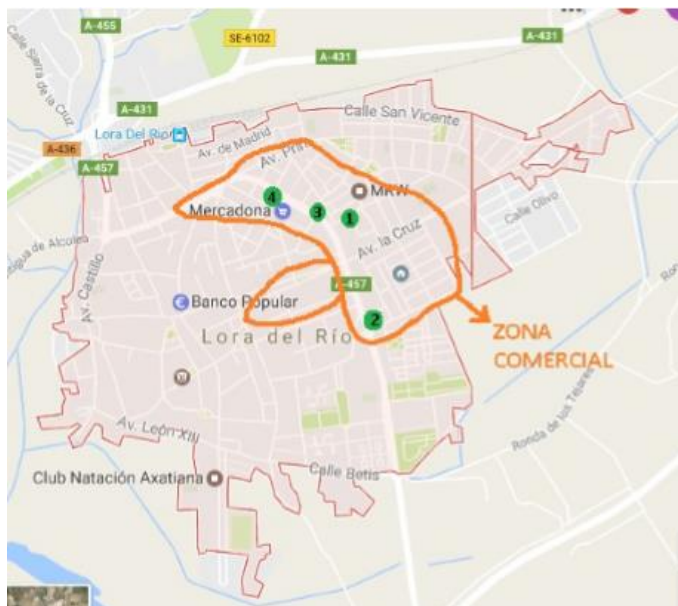 A-455
SE-6102
A-431
A-431
Calle Sierra de la Cruz
A-431
Lora Del Río
Calle San Vicente
A-436
A-457
Av. de Madrid
MRW
4
Mercadona
3
1
Calle Olivo
Av. la Cruz
Av. Castillo
A-457
Banco Popular
2
Lora del Río
ZONA
COMERCIAL
Ronda de los Tejares
Av. León XIII
Calle Betis
Club Natación Axatiana